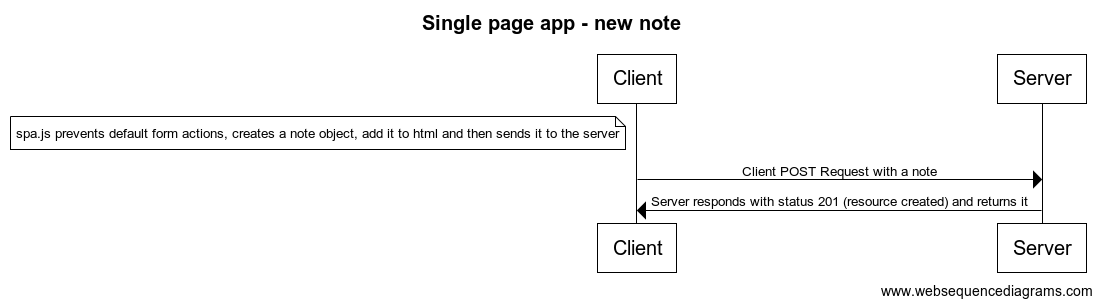 Single page app - new note
Client
Server
spa.js prevents default form actions, creates a note object, add it to html and then sends it to the server
Client POST Request with a note
Server responds with status 201 (resource created) and returns it
Client
Server
www.websequencediagrams.com